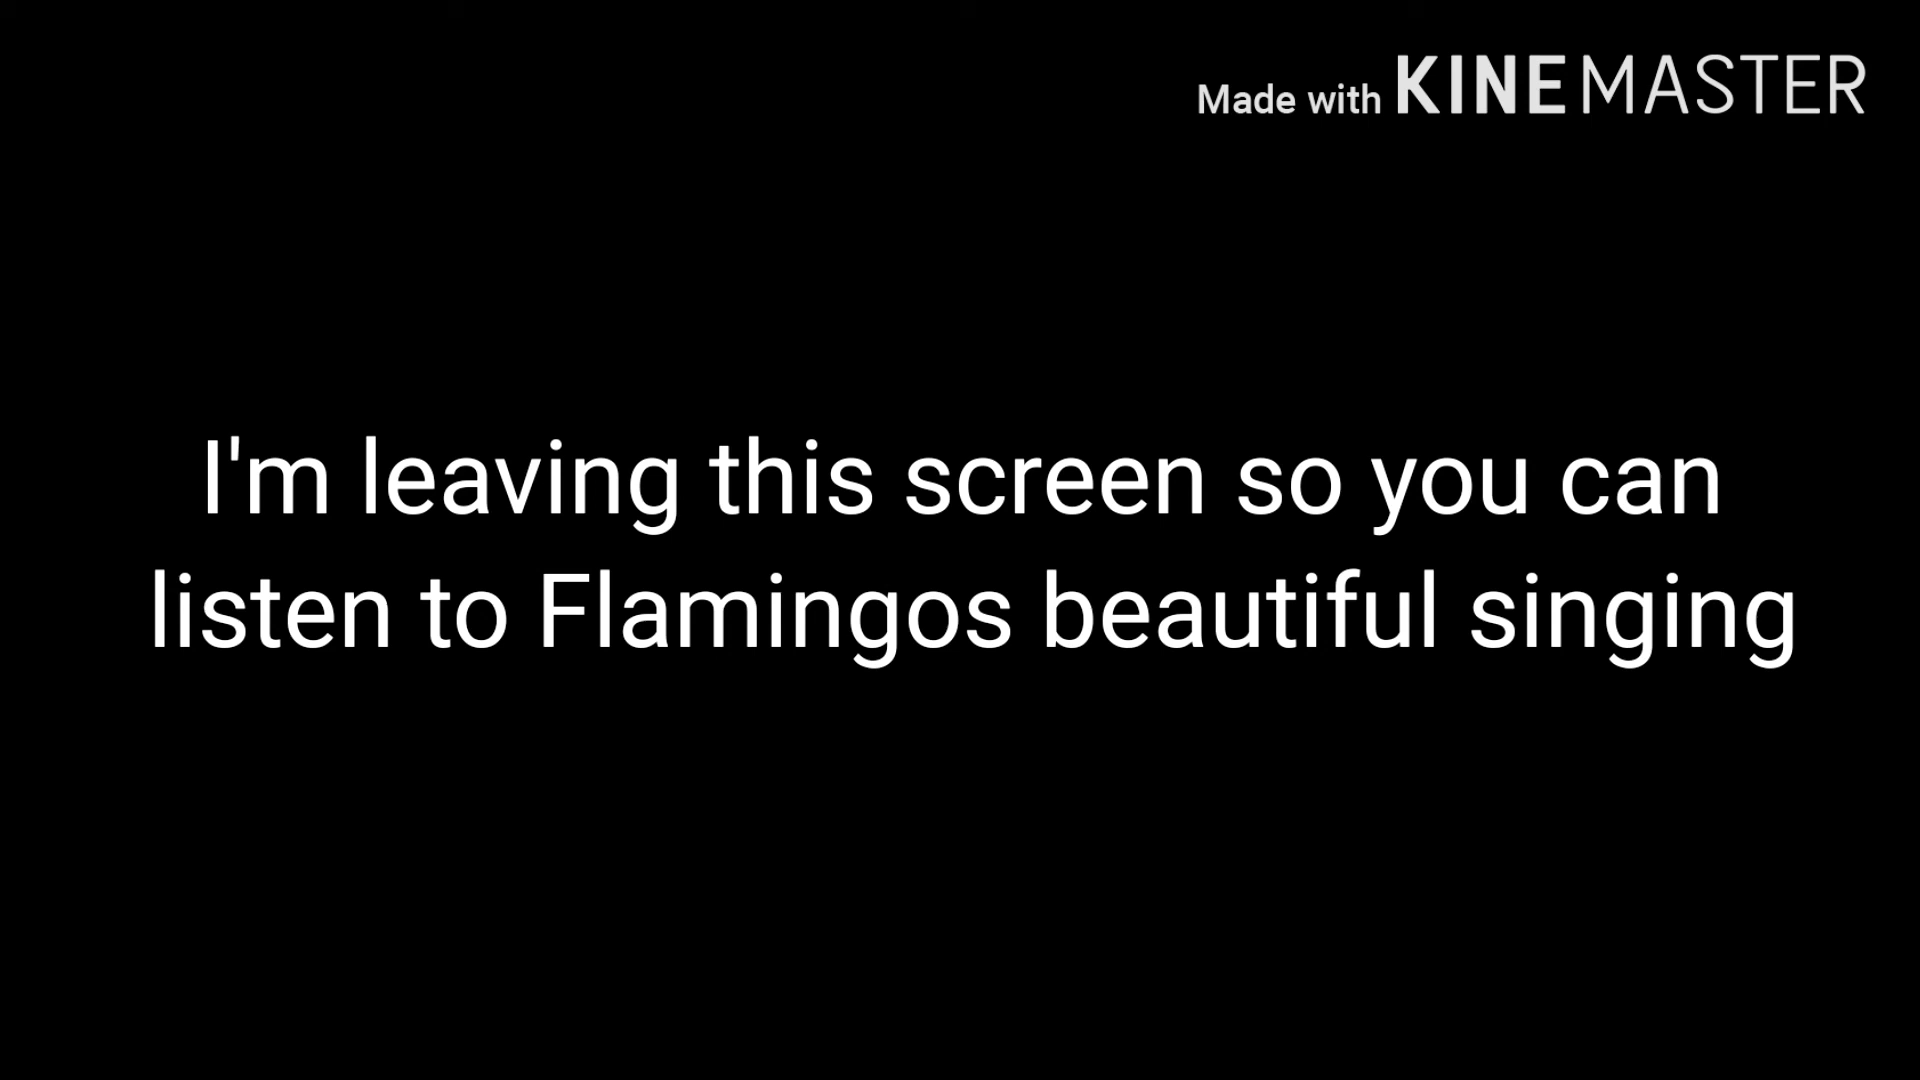 Made with KINEMASTER
I'm leaving this screen so you can
listen to Flamingos beautiful singing